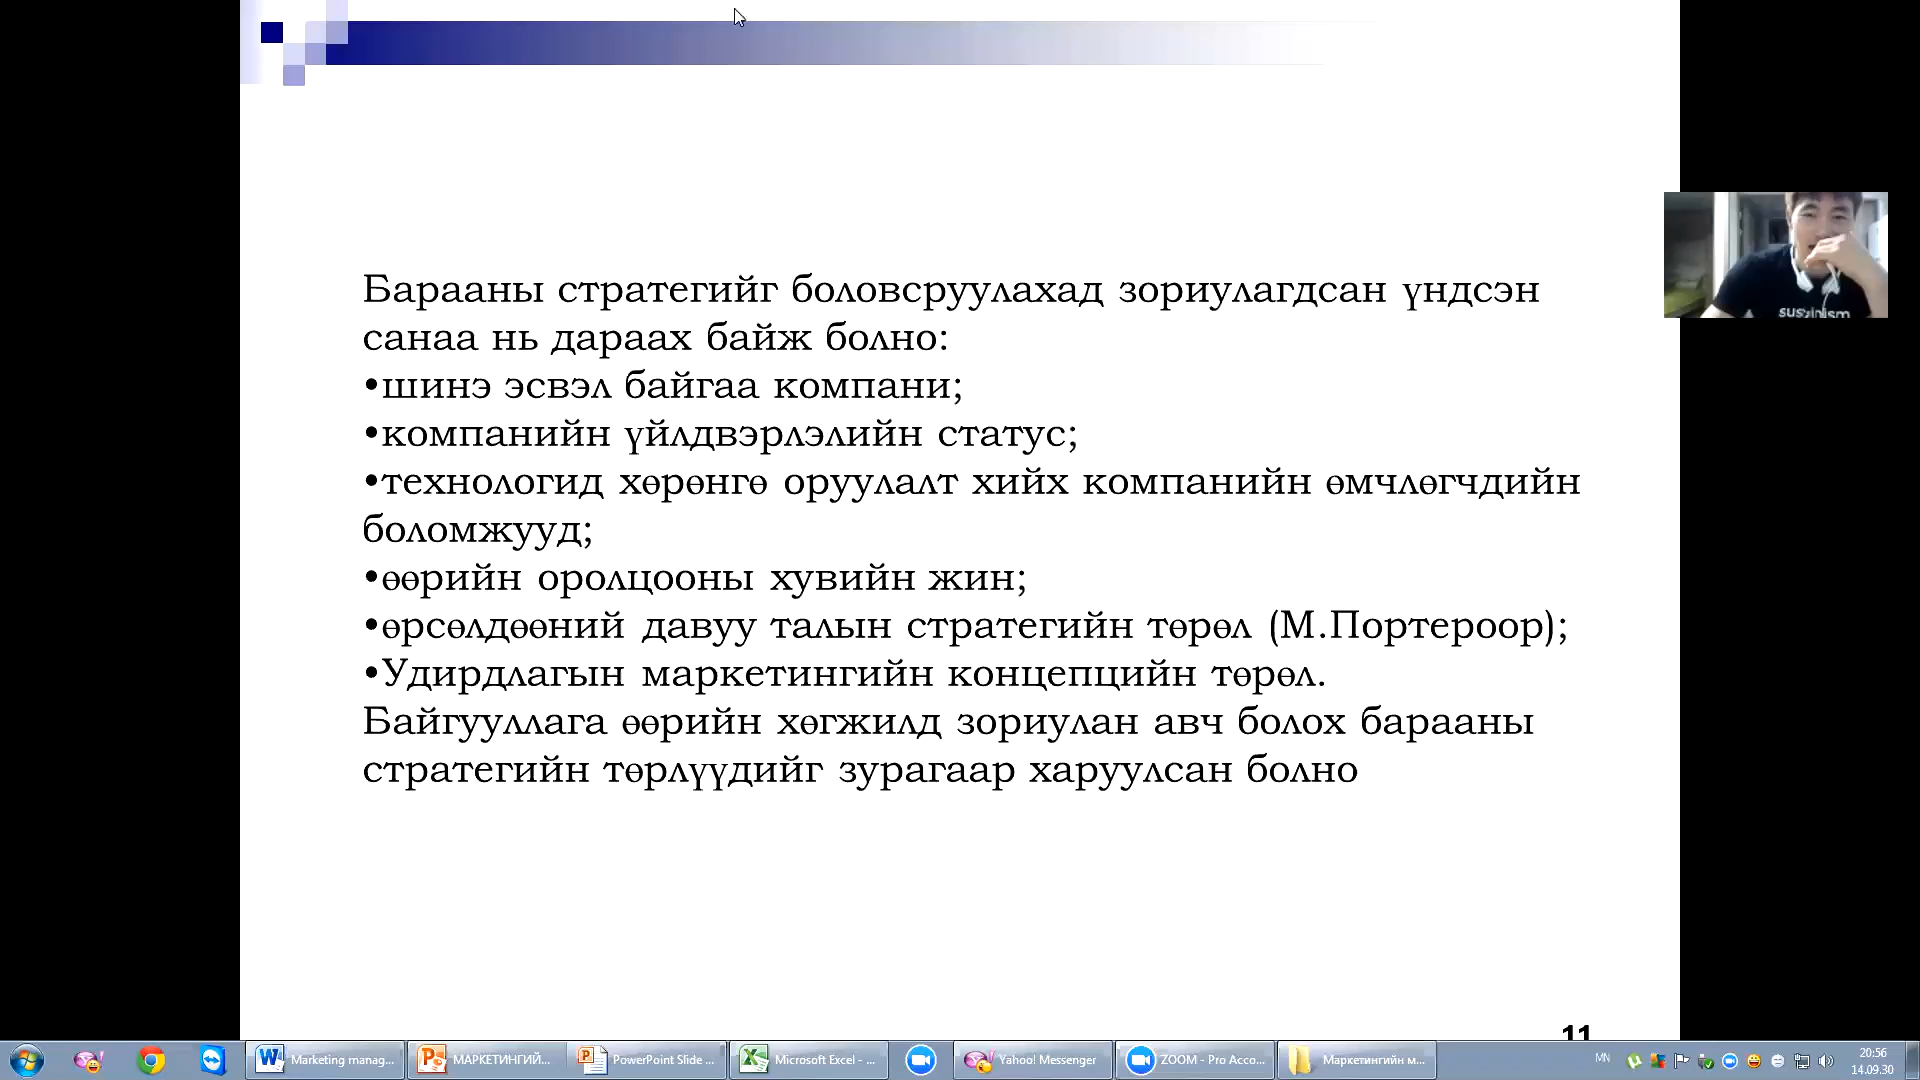 Барааны стратегийг боловсруулахад зориулагдсан үндсэн
санаа нь дараах байж болно:
•шинэ эсвэл байгаа компани;
•компанийн үйлдвэрлэлийн статус;
•технологид хөрөнгө оруулалт хийх компанийн өмчлөгчдийн
боломжууд;
•өөрийн оролцооны хувийн жин;
•өрсөлдөөний давуу талын стратегийн төрөл (М.Портероор);
•Удирдлагын маркетингийн концепцийн төрөл.
Байгууллага өөрийн хөгжилд зориулан авч болох барааны
стратегийн төрлүүдийг зурагаар харуулсан болно
11
Marketing manag... МАРКЕТИНГИЙ... PowerPoint Slide ... Microsoft Excel - ... Yahoo! Messenger ZOOM - Pro Acco... Маркетингийн м... MN 20:56
14.09.30